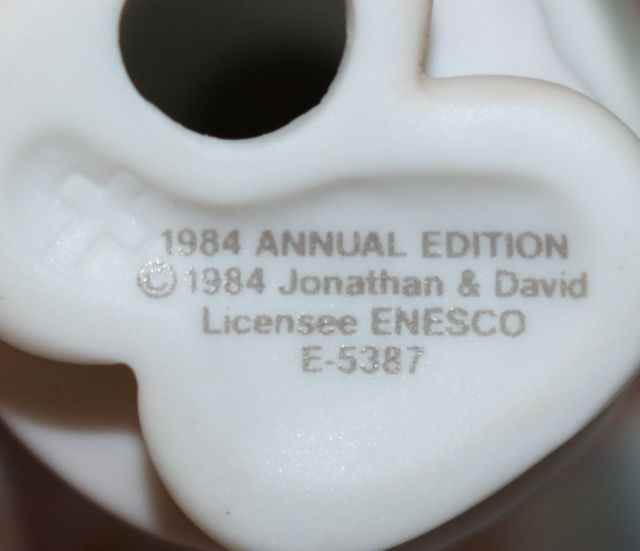 1984 ANNUAL EDITION
©1984 Jonathan & David
Licensee ENESCO
E-5387